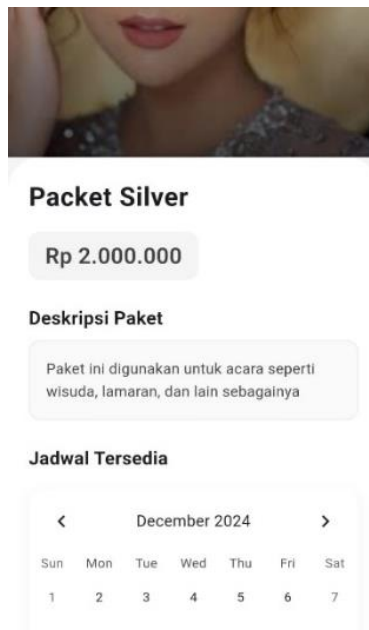 Packet Silver
Rp 2.000.000
Deskripsi Paket
Paket ini digunakan untuk acara seperti
wisuda, lamaran, dan lain sebagainya
Jadwal Tersedia
December 2024
Sun Mon Tue Wed Thu Fri Sat
1 2 3 4 5 6 7